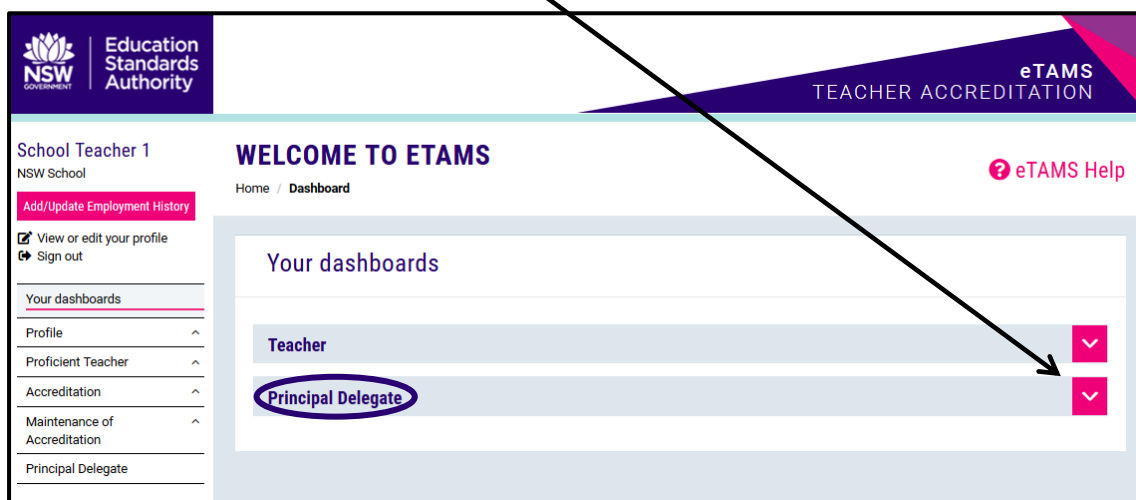 NSW
GOVERNMENT
Education
Standards
Authority
eTAMS
TEACHER ACCREDITATION
School Teacher 1
NSW School
Add/Update Employment History
View or edit your profile
Sign out
Your dashboards
Profile
Proficient Teacher
Accreditation
Maintenance of
Accreditation
Principal Delegate
WELCOME TO ETAMS
Home / Dashboard
? eTAMS Help
Your dashboards
Teacher
Principal Delegate